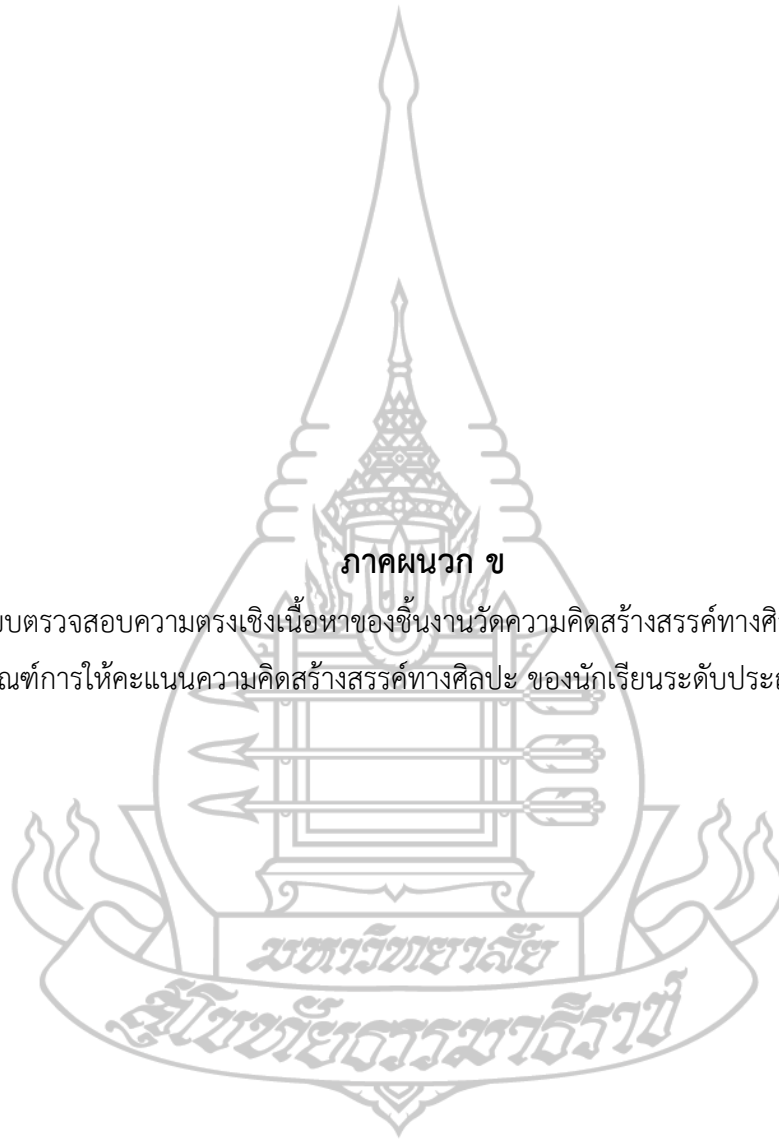 ภาคผนวก ข
บบตรวจสอบความตรงเชิงเนื้อหาของชิ้นงานวัดความคิดสร้างสรรค์ทางศิ
ณฑ์การให้คะแนนความคิดสร้างสรรค์ทางศิลปะ ของนักเรียนระดับประถ
มหาวิทยาลัย
สุโขทัยธรรมาธิราช